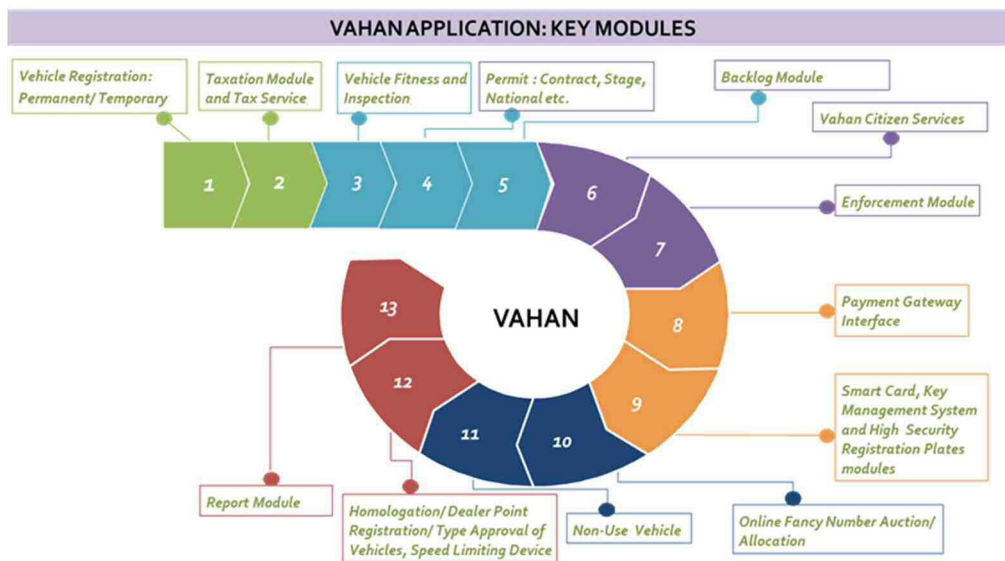 VAHAN APPLICATION: KEY MODULES
Vehicle Registration:
Permanent/ Temporary
Taxation Module
and Tax Service
Vehicle Fitness and
Inspection
Permit : Contract, Stage,
National etc.
Backlog Module
Vahan Citizen Services
Enforcement Module
Payment Gateway
Interface
Smart Card, Key
Management System
and High Security
Registration Plates
modules
Online Fancy Number Auction/
Allocation
Non-Use Vehicle
Homologation/ Dealer Point
Registration/ Type Approval of
Vehicles, Speed Limiting Device
Report Module
1
2
3
4
5
6
7
8
9
10
11
12
13
VAHAN